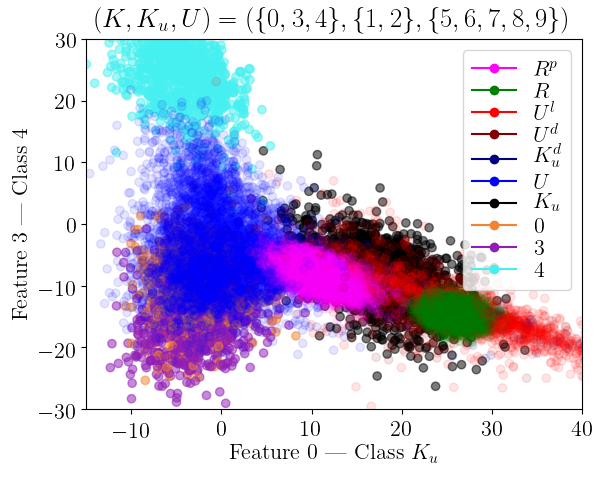 (K, K_u, U) = ({0, 3, 4}, {1, 2}, {5, 6, 7, 8, 9})
30
20
10
0
−10
−20
−30
Feature 3 — Class 4
R^p
R
U^l
U^d
K_u^d
U
K_u
0
3
4
−10
0
10
20
30
40
Feature 0 — Class K_u